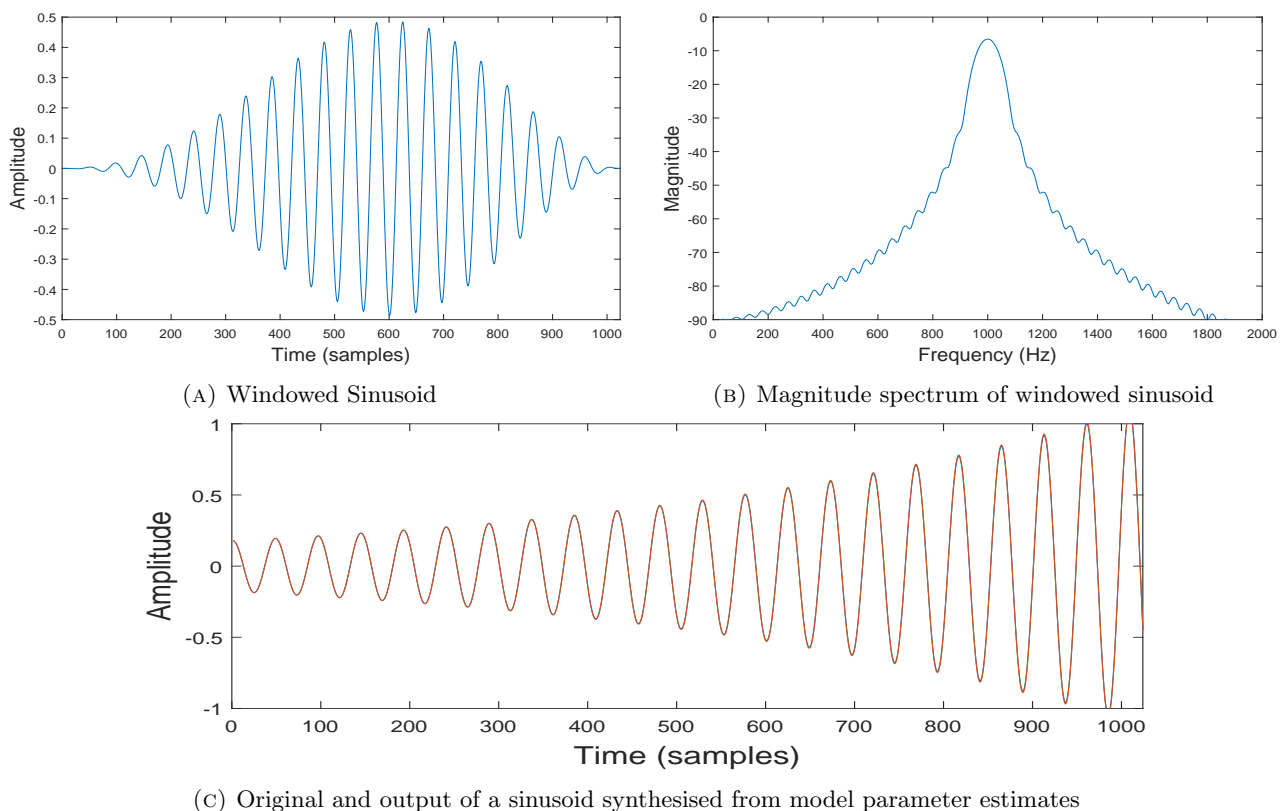 0.5
0.4
0.3
0.2
0.1
0
-0.1
-0.2
-0.3
-0.4
-0.5
Amplitude
0 100 200 300 400 500 600 700 800 900 1000
Time (samples)
(A) Windowed Sinusoid
0
-10
-20
-30
-40
-50
-60
-70
-80
-90
Magnitude
0 200 400 600 800 1000 1200 1400 1600 1800 2000
Frequency (Hz)
(B) Magnitude spectrum of windowed sinusoid
1
0.5
0
-0.5
-1
Amplitude
0 100 200 300 400 500 600 700 800 900 1000
Time (samples)
(C) Original and output of a sinusoid synthesised from model parameter estimates